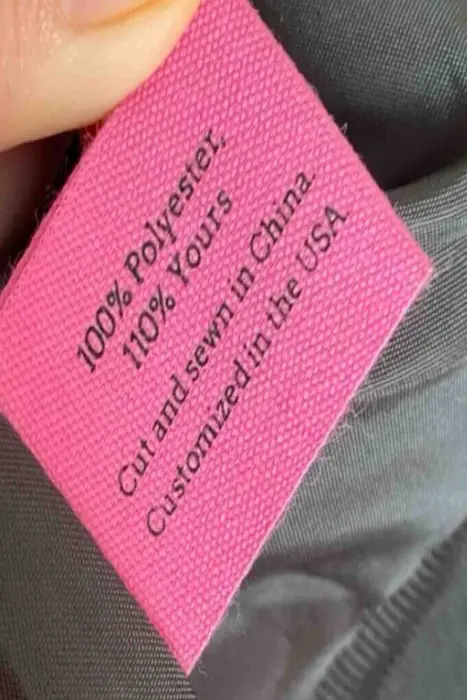 100% Polyester,
110% Yours
Cut and sewn in China.
Customized in the USA